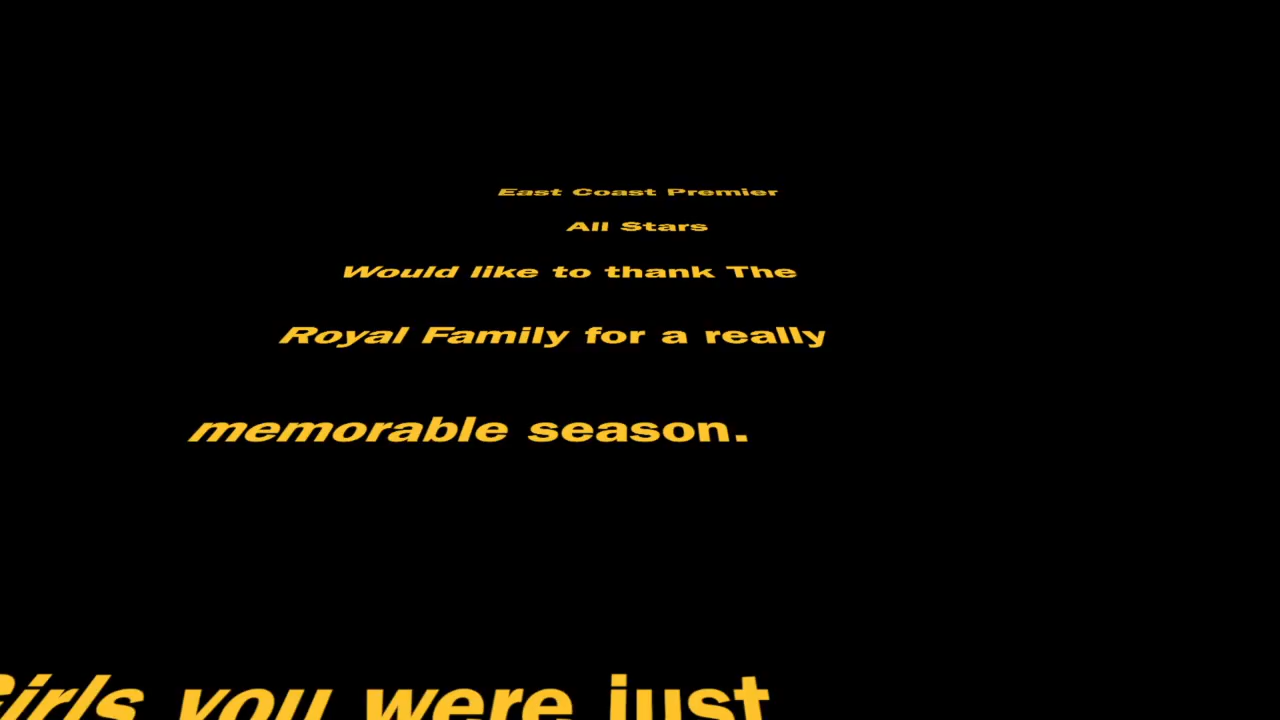 East Coast Premier
All Stars
Would like to thank The
Royal Family for a really
memorable season.
Girls you were just